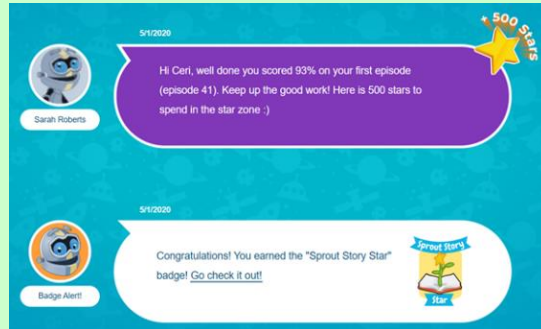 + 500 Stars
5/1/2020
Hi Ceri, well done you scored 93% on your first episode
(episode 41). Keep up the good work! Here is 500 stars to
spend in the star zone :)
Sarah Roberts
5/1/2020
Congratulations! You earned the "Sprout Story Star"
badge! Go check it out!
Sprout Story
Star
Badge Alert!